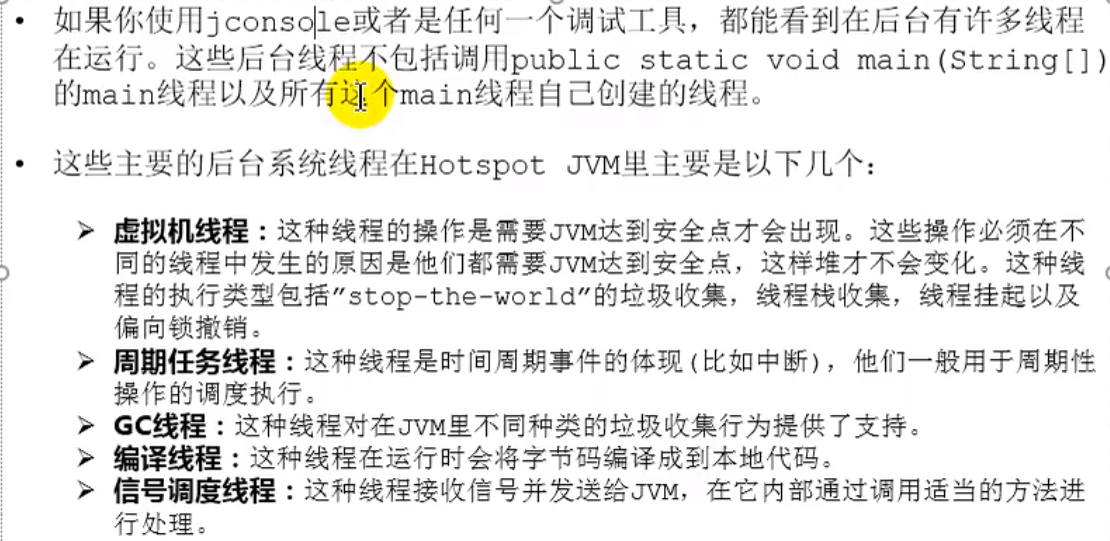 • 如果你使用jconsole或者是任何一个调试工具，都能看到在后台有许多线程
在运行。这些后台线程不包括调用public static void main(String[])
的main线程以及所有这个main线程自己创建的线程。
• 这些主要的后台系统线程在Hotspot JVM里主要是以下几个：
➢ 虚拟机线程：这种线程的操作是需要JVM达到安全点才会出现。这些操作必须在不
同的线程中发生的原因是他们都需要JVM达到安全点，这样堆才不会变化。这种线
程的执行类型包括”stop-the-world”的垃圾收集，线程栈收集，线程挂起以及
偏向锁撤销。
➢ 周期任务线程：这种线程是时间周期事件的体现(比如中断)，他们一般用于周期性
操作的调度执行。
➢ GC线程：这种线程对在JVM里不同种类的垃圾收集行为提供了支持。
➢ 编译线程：这种线程在运行时会将字节码编译成到本地代码。
➢ 信号调度线程：这种线程接收信号并发送给JVM，在它内部通过调用适当的方法进
行处理。